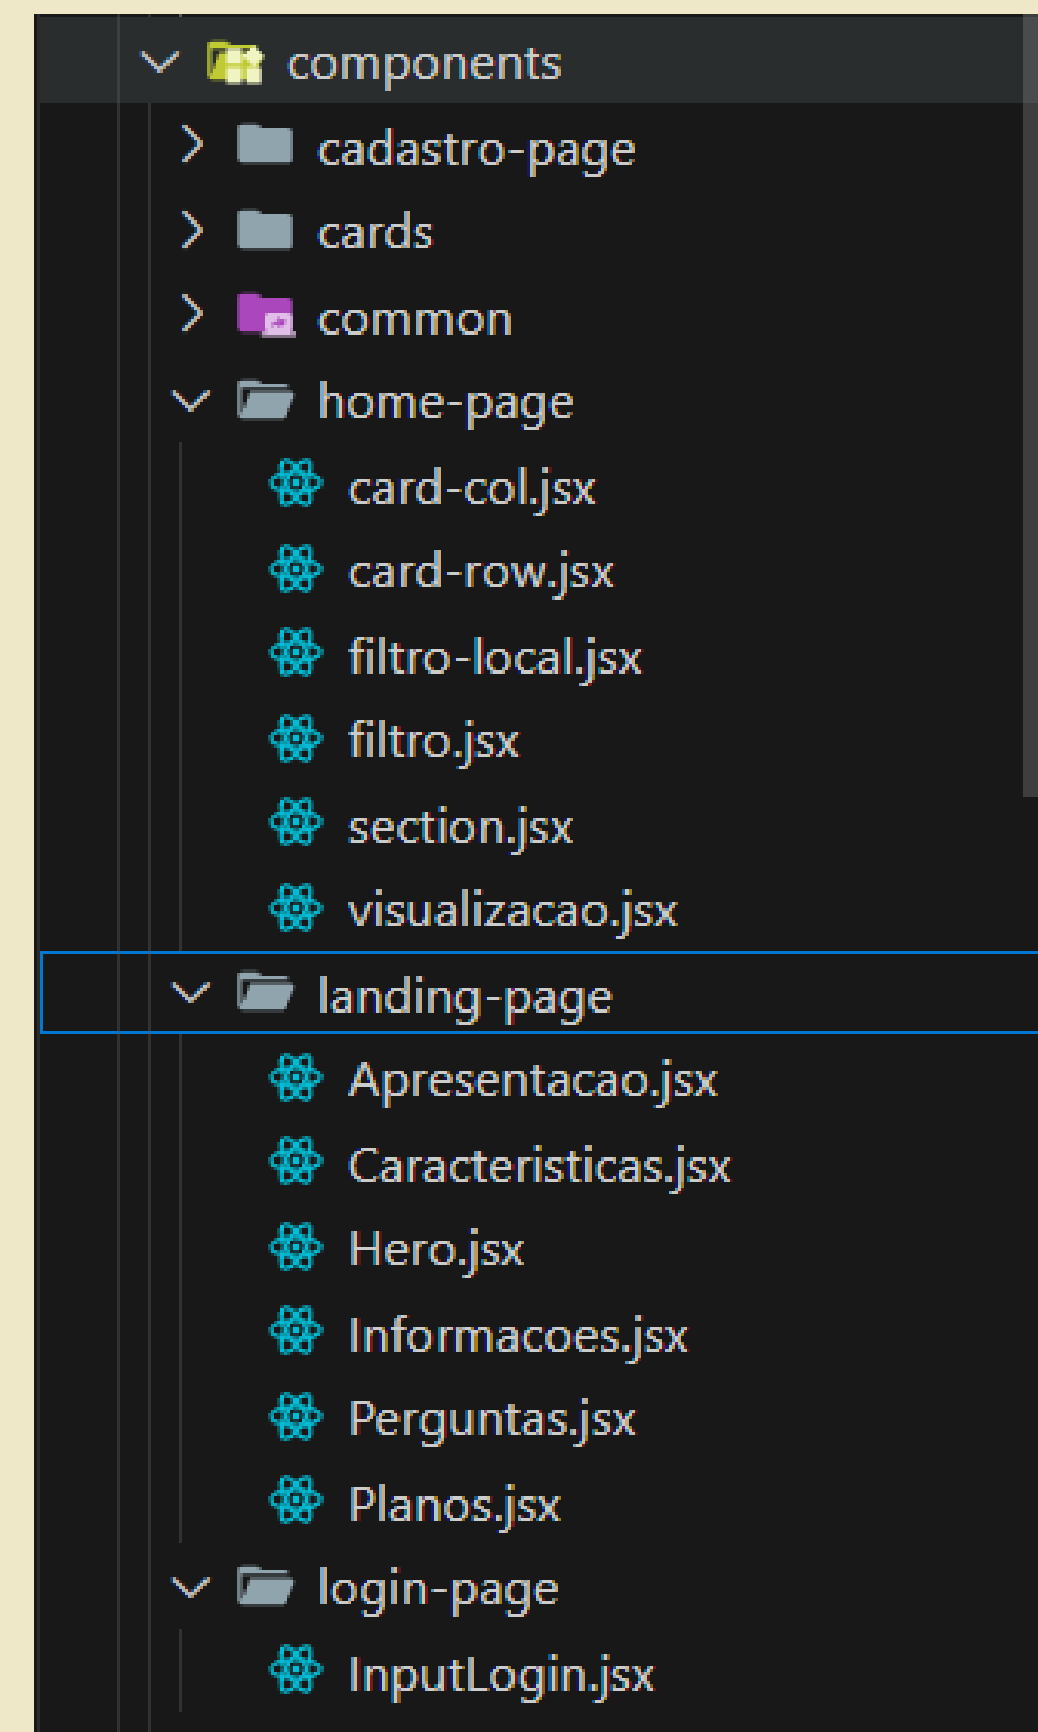 components
cadastro-page
cards
common
home-page
card-col.jsx
card-row.jsx
filtro-local.jsx
filtro.jsx
section.jsx
visualizacao.jsx
landing-page
Apresentacao.jsx
Caracteristicas.jsx
Hero.jsx
Informacoes.jsx
Perguntas.jsx
Planos.jsx
login-page
InputLogin.jsx